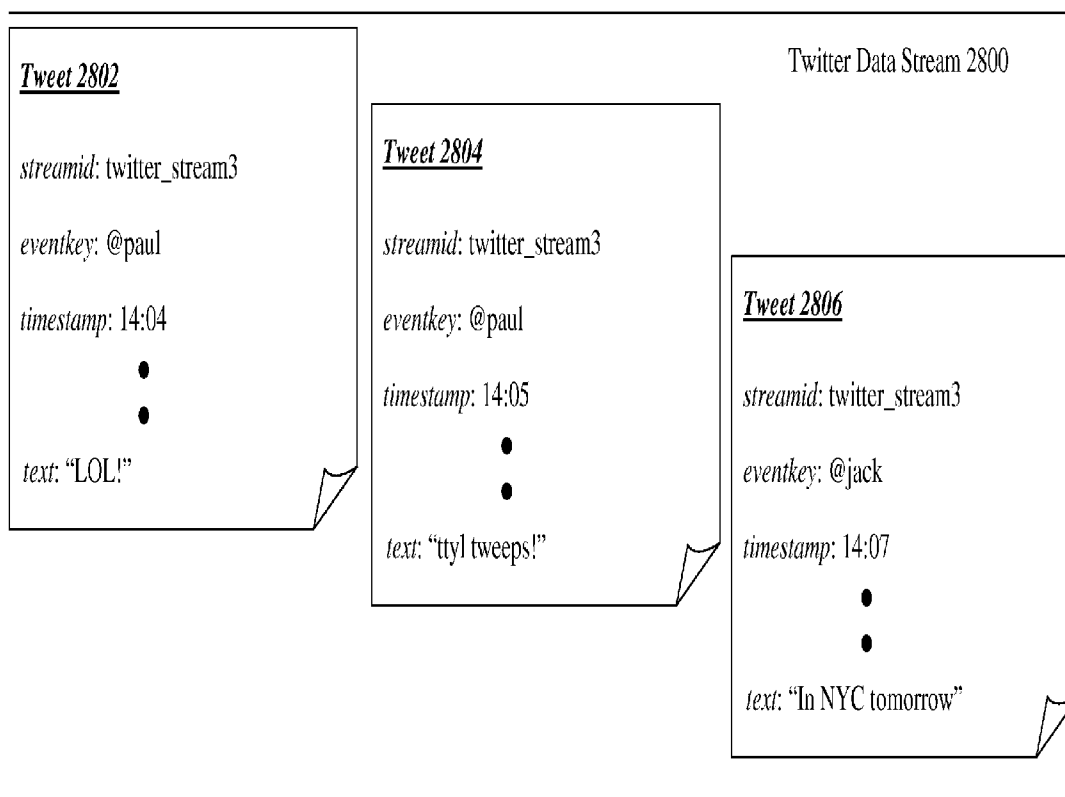 Twitter Data Stream 2800
Tweet 2802
streamid: twitter_stream3
eventkey: @paul
timestamp: 14:04
text: “LOL!”
Tweet 2804
streamid: twitter_stream3
eventkey: @paul
timestamp: 14:05
text: “ttyl tweeps!”
Tweet 2806
streamid: twitter_stream3
eventkey: @jack
timestamp: 14:07
text: “In NYC tomorrow”